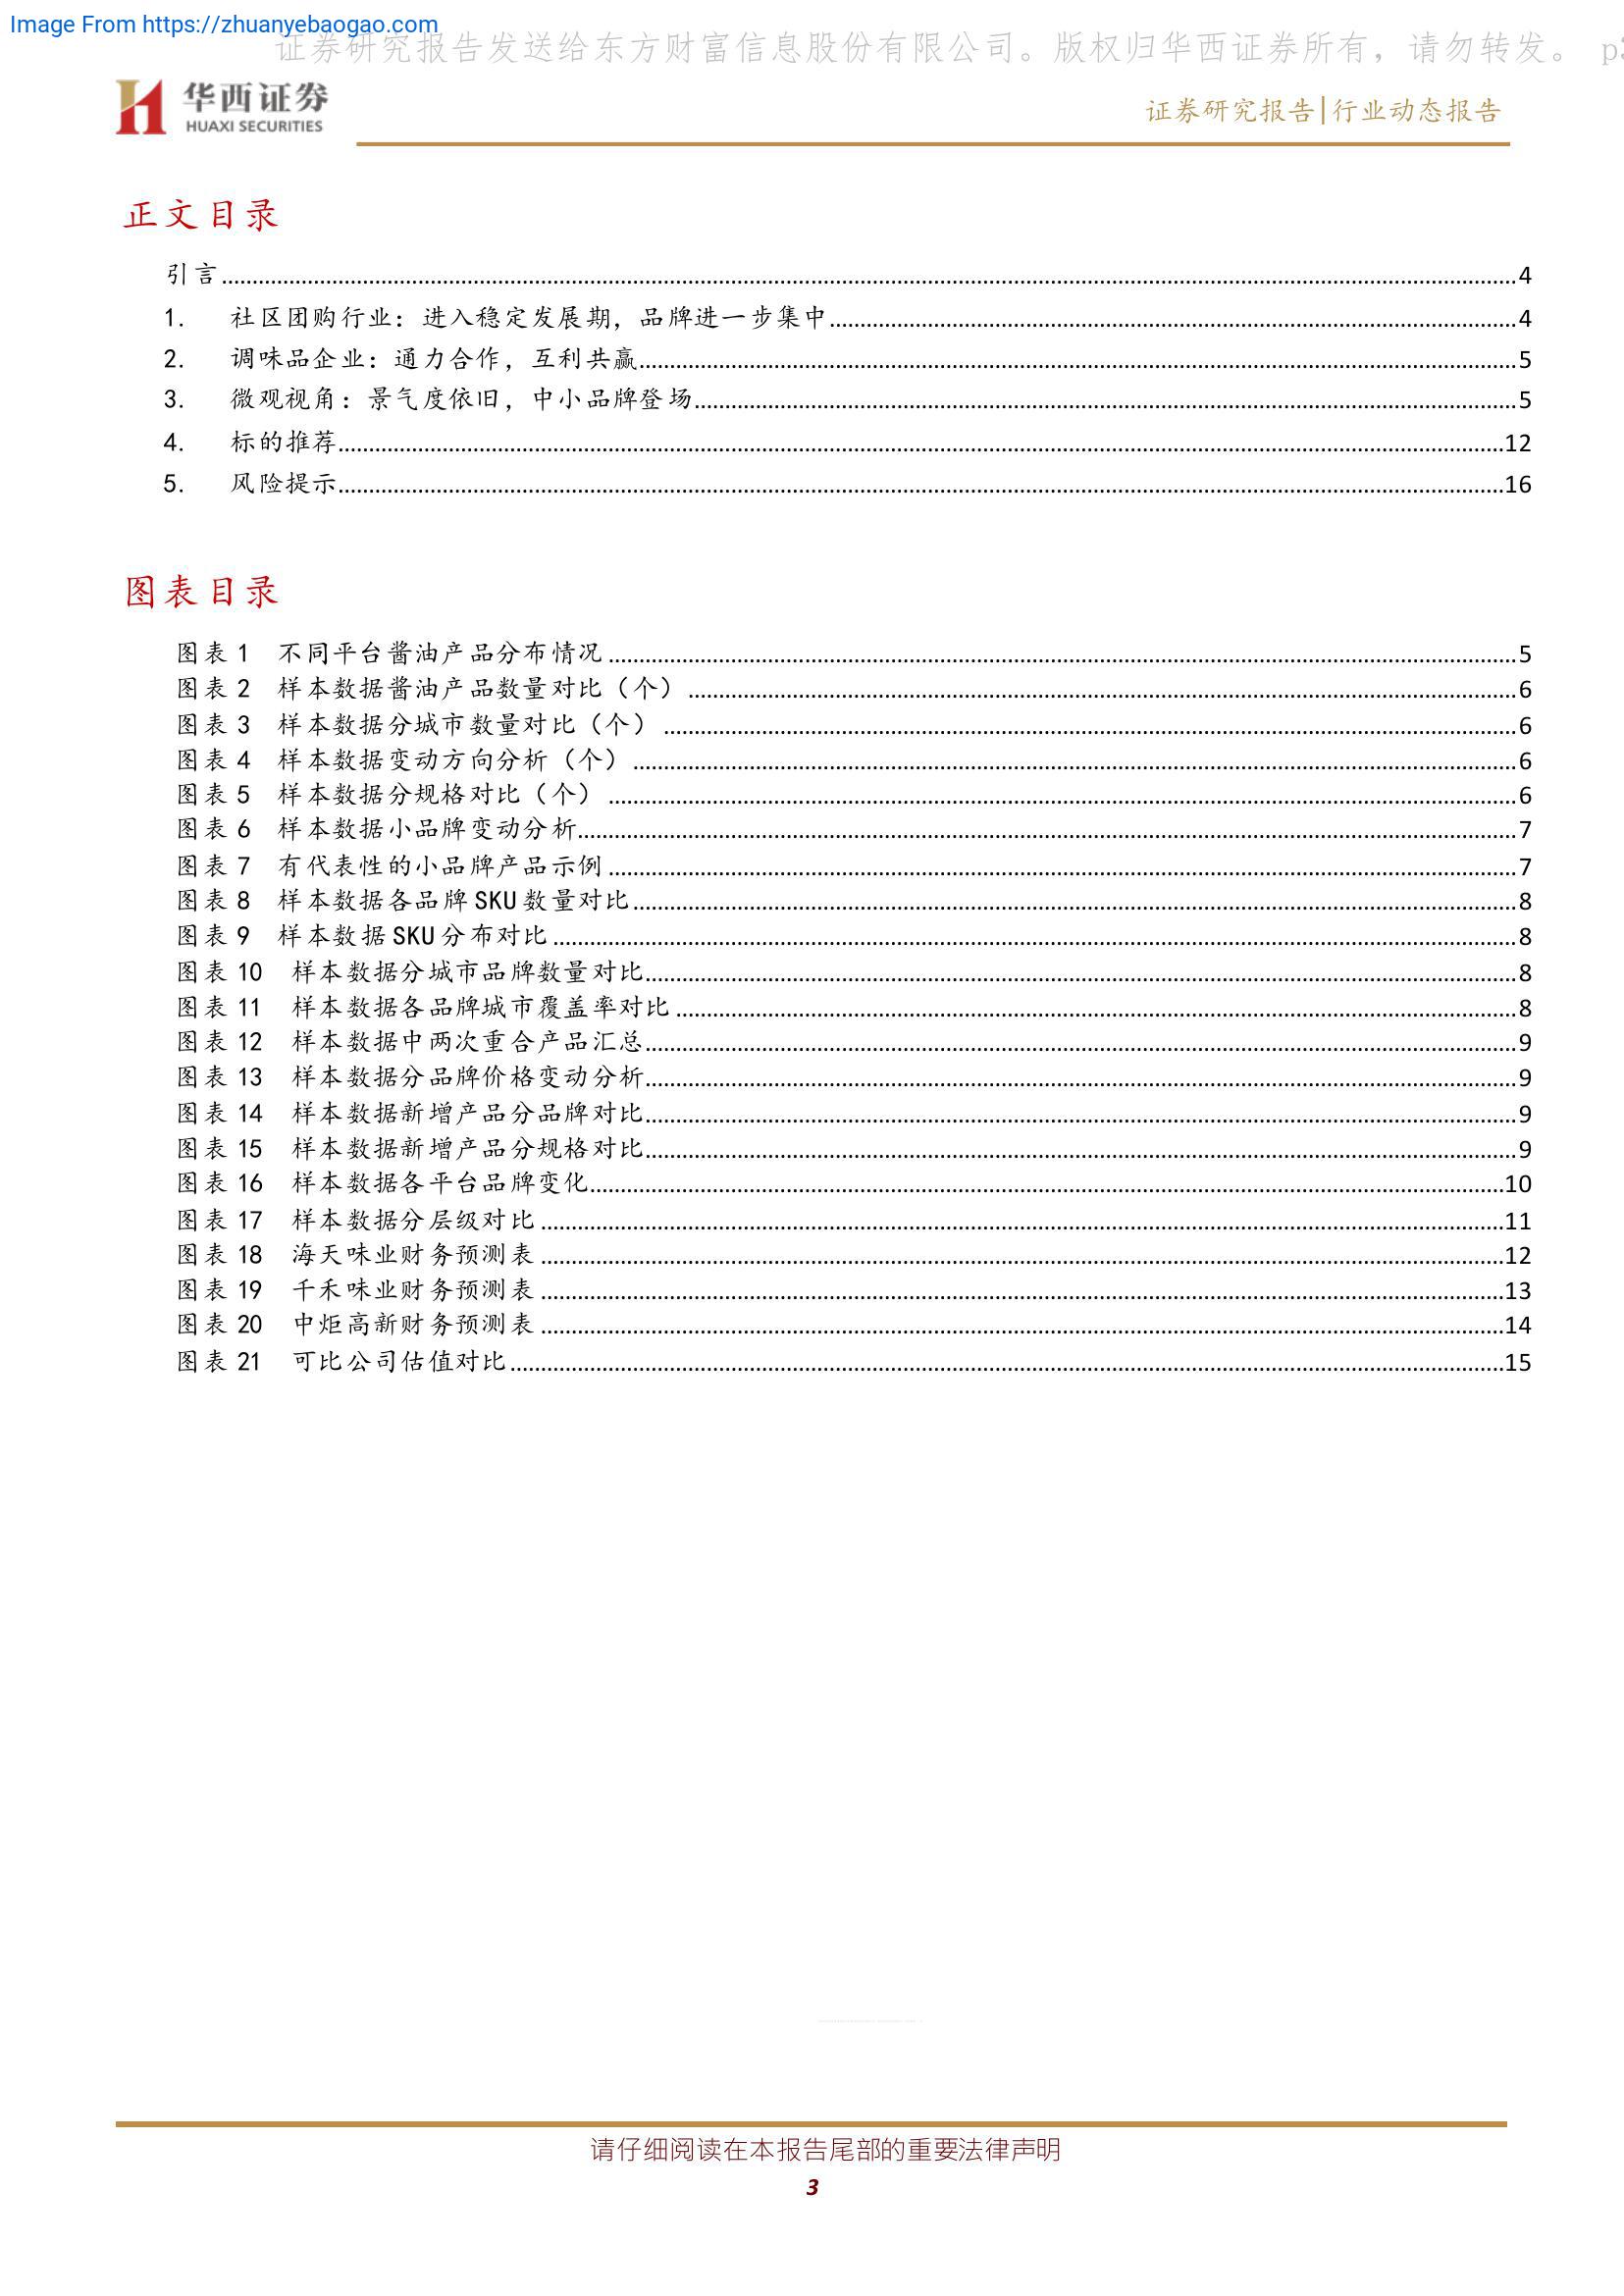 Image From https://zhuanyebaogao.com
证券研究报告发送给东方财富信息股份有限公司。版权归华西证券所有，请勿转发。 p3
华西证券
HUAXI SECURITIES
证券研究报告|行业动态报告
正文目录
引言 4
1. 社区团购行业：进入稳定发展期，品牌进一步集中 4
2. 调味品企业：通力合作，互利共赢 5
3. 微观视角：景气度依旧，中小品牌登场 5
4. 标的推荐 12
5. 风险提示 16
图表目录
图表 1 不同平台酱油产品分布情况 5
图表 2 样本数据酱油产品数量对比（个） 6
图表 3 样本数据分城市数量对比（个） 6
图表 4 样本数据变动方向分析（个） 6
图表 5 样本数据分规格对比（个） 6
图表 6 样本数据小品牌变动分析 7
图表 7 有代表性的小品牌产品示例 7
图表 8 样本数据各品牌 SKU 数量对比 8
图表 9 样本数据 SKU 分布对比 8
图表 10 样本数据分城市品牌数量对比 8
图表 11 样本数据各品牌城市覆盖率对比 8
图表 12 样本数据中两次重合产品汇总 9
图表 13 样本数据分品牌价格变动分析 9
图表 14 样本数据新增产品分品牌对比 9
图表 15 样本数据新增产品分规格对比 9
图表 16 样本数据各平台品牌变化 10
图表 17 样本数据分层级对比 11
图表 18 海天味业财务预测表 12
图表 19 千禾味业财务预测表 13
图表 20 中炬高新财务预测表 14
图表 21 可比公司估值对比 15
请仔细阅读在本报告尾部的重要法律声明
3